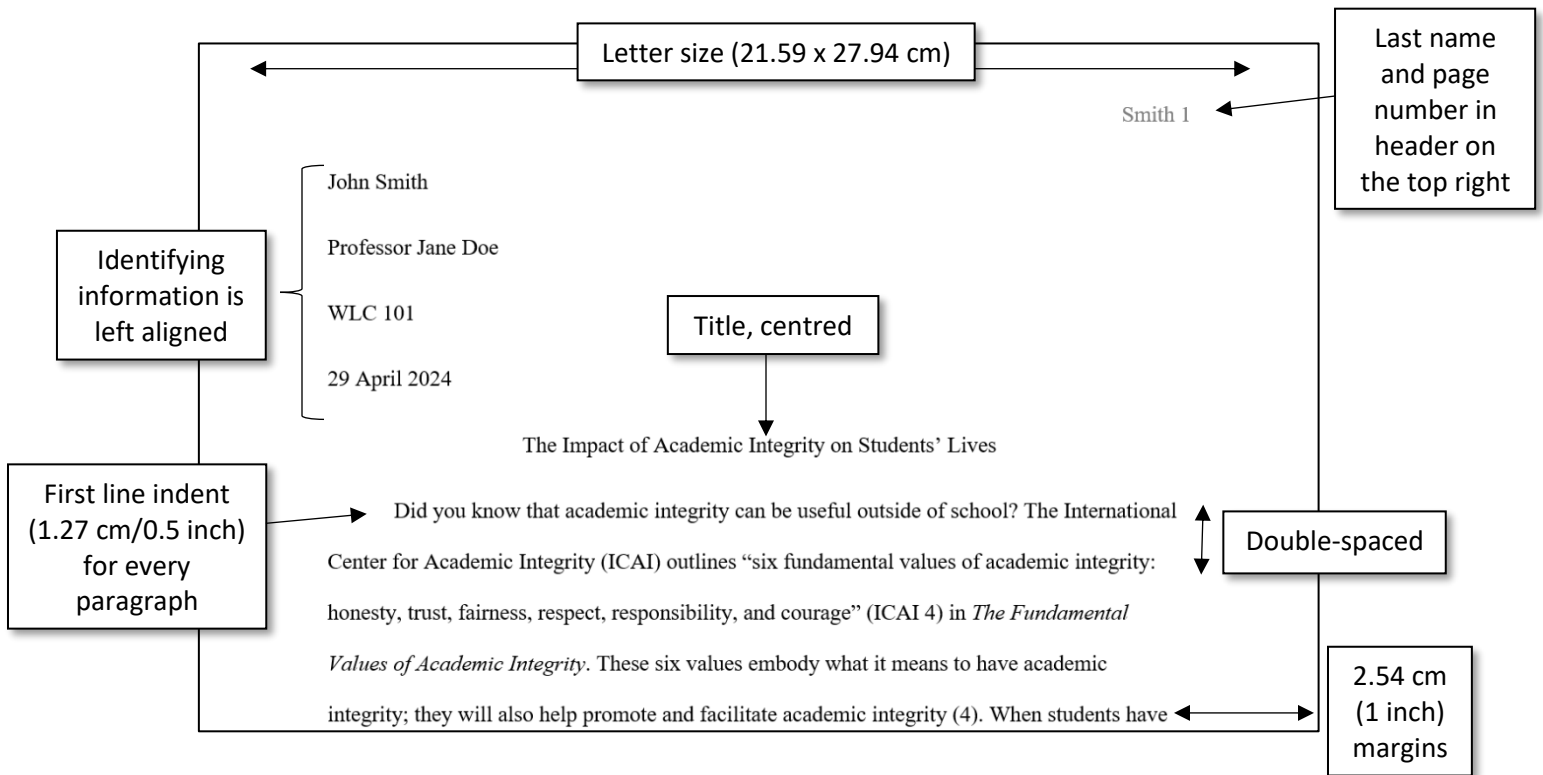 Letter size (21.59 x 27.94 cm)
Last name
and page
number in
header on
the top right
Smith 1
John Smith
Professor Jane Doe
WLC 101
29 April 2024
Identifying
information is
left aligned
Title, centred
The Impact of Academic Integrity on Students’ Lives
First line indent
(1.27 cm/0.5 inch)
for every
paragraph
Did you know that academic integrity can be useful outside of school? The International
Center for Academic Integrity (ICAI) outlines “six fundamental values of academic integrity:
honesty, trust, fairness, respect, responsibility, and courage” (ICAI 4) in The Fundamental
Values of Academic Integrity. These six values embody what it means to have academic
integrity; they will also help promote and facilitate academic integrity (4). When students have
Double-spaced
2.54 cm
(1 inch)
margins